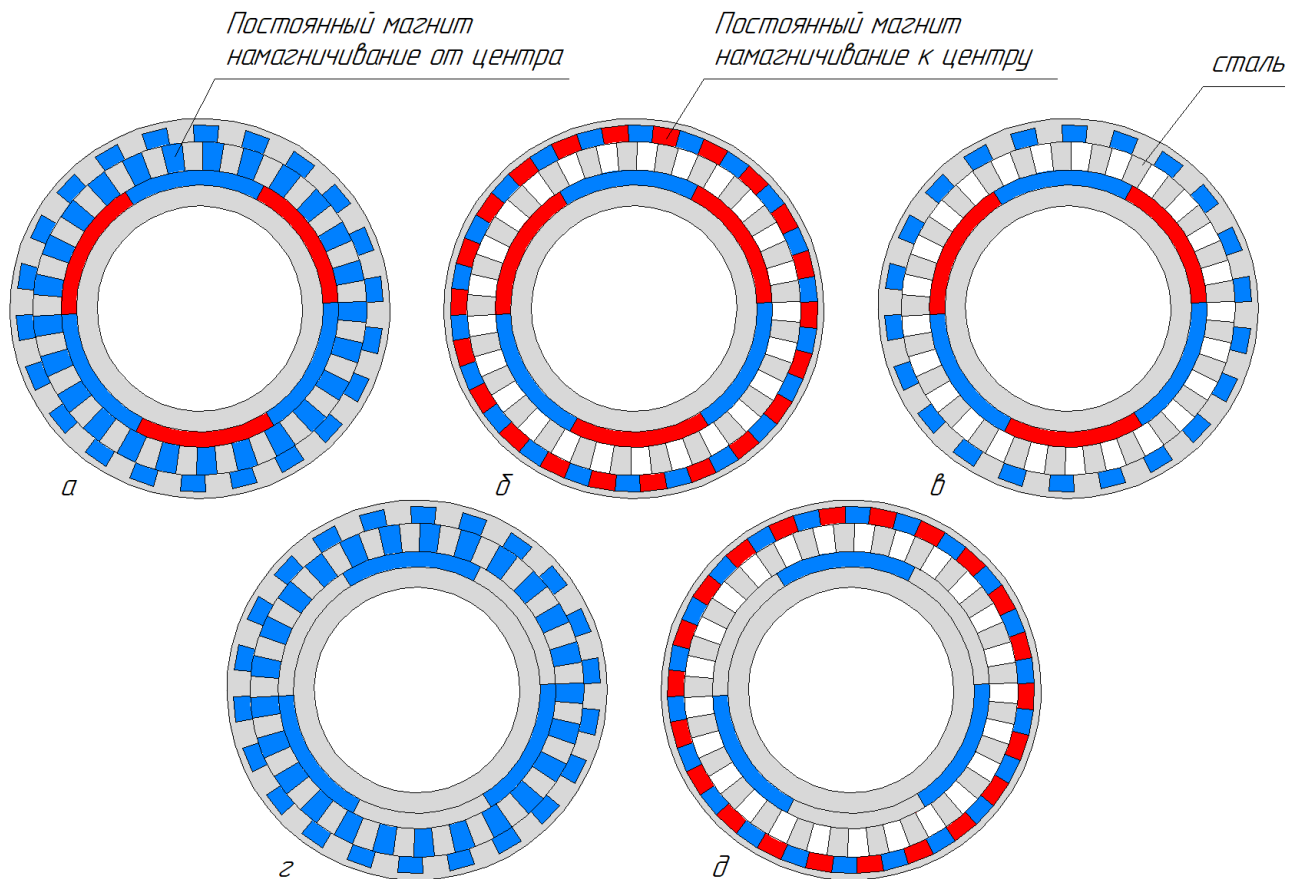 Постоянный магнит
намагничивание от центра
Постоянный магнит
намагничивание к центру
сталь
а
б
в
г
д